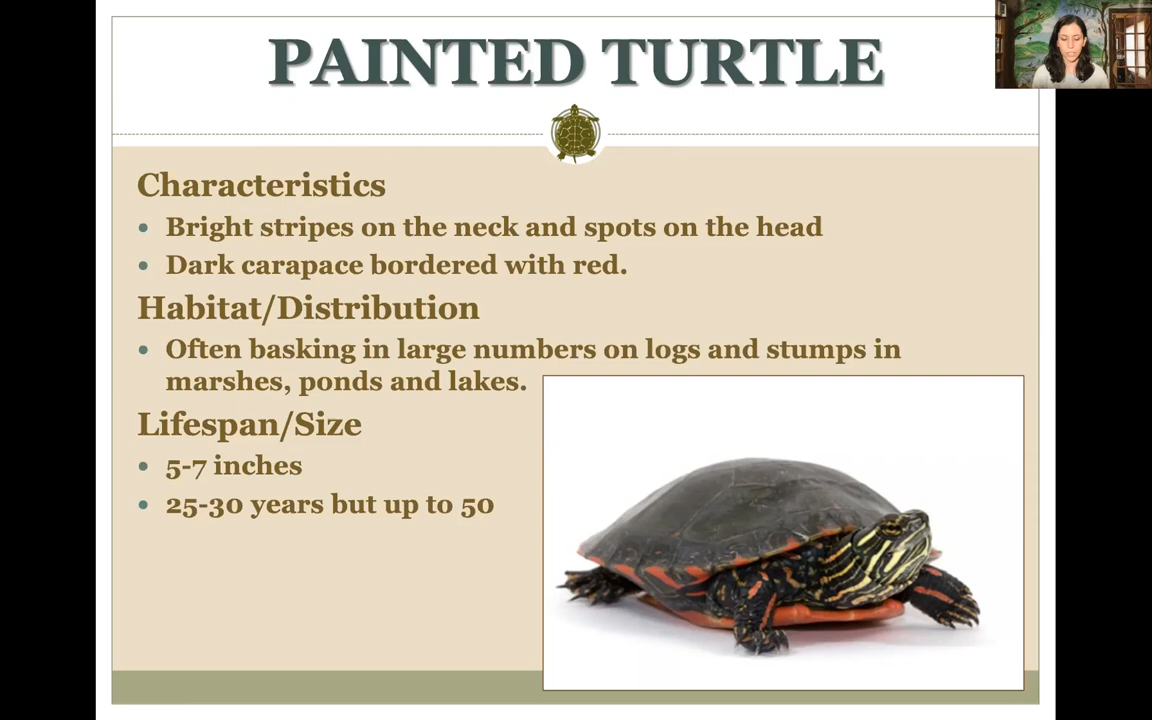 PAINTED TURTLE
Characteristics
• Bright stripes on the neck and spots on the head
• Dark carapace bordered with red.
Habitat/Distribution
• Often basking in large numbers on logs and stumps in
marshes, ponds and lakes.
Lifespan/Size
• 5-7 inches
• 25-30 years but up to 50